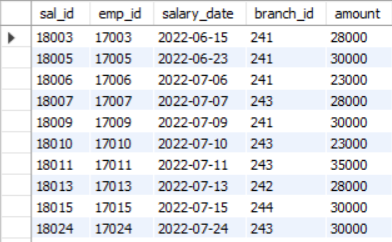 sal_id emp_id salary_date branch_id amount
18003 17003 2022-06-15 241 28000
18005 17005 2022-06-23 241 30000
18006 17006 2022-07-06 241 23000
18007 17007 2022-07-07 243 28000
18009 17009 2022-07-09 241 30000
18010 17010 2022-07-10 243 23000
18011 17011 2022-07-11 243 35000
18013 17013 2022-07-13 242 28000
18015 17015 2022-07-15 244 30000
18024 17024 2022-07-24 243 30000